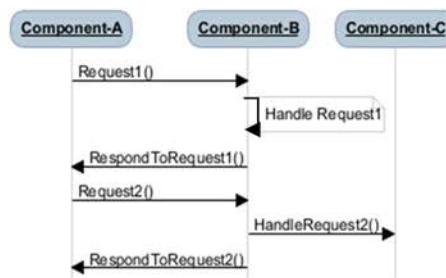 Component-A
Component-B
Component-C
Request1()
Handle Request1
RespondToRequest1()
Request2()
HandleRequest2()
RespondToRequest2()